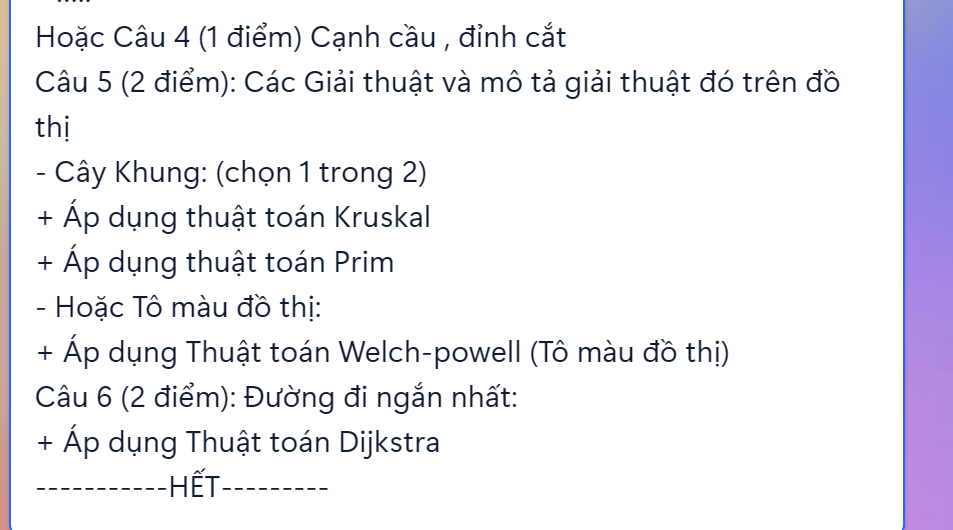 Hoặc Câu 4 (1 điểm) Cạnh cầu , đỉnh cắt
Câu 5 (2 điểm): Các Giải thuật và mô tả giải thuật đó trên đồ
thị
- Cây Khung: (chọn 1 trong 2)
+ Áp dụng thuật toán Kruskal
+ Áp dụng thuật toán Prim
- Hoặc Tô màu đồ thị:
+ Áp dụng Thuật toán Welch-powell (Tô màu đồ thị)
Câu 6 (2 điểm): Đường đi ngắn nhất:
+ Áp dụng Thuật toán Dijkstra
-----------HẾT---------